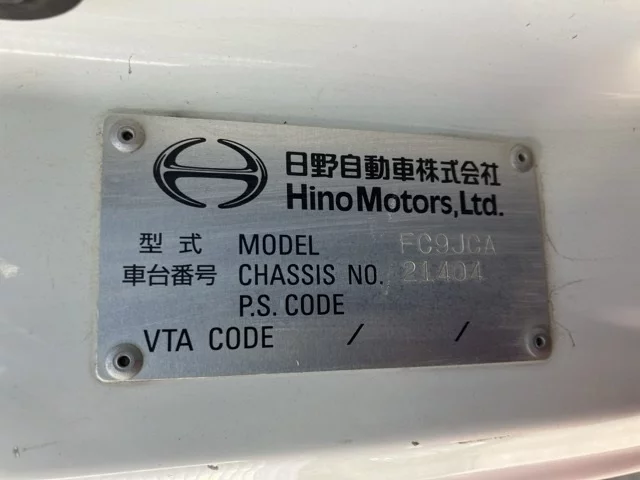 日野自動車株式会社
Hino Motors, Ltd.
型式 MODEL FC9JCA
車台番号 CHASSIS NO. 21404
P.S. CODE
VTA CODE / /